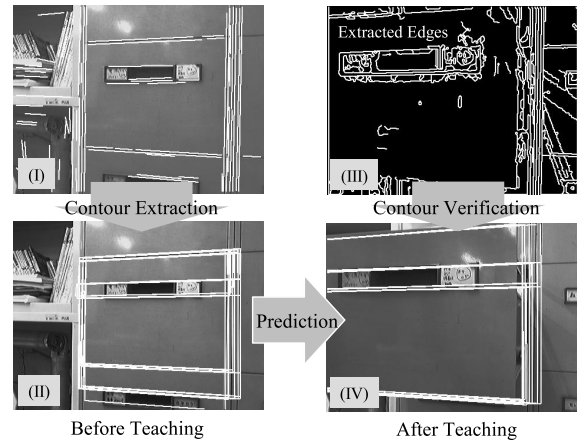 Extracted Edges
(I)
(III)
Contour Extraction
Contour Verification
Prediction
(II)
(IV)
Before Teaching
After Teaching